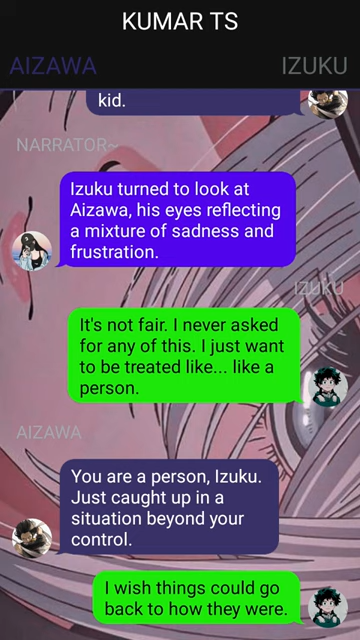 KUMAR TS
AIZAWA
IZUKU
kid.
NARRATOR~
Izuku turned to look at
Aizawa, his eyes reflecting
a mixture of sadness and
frustration.
IZUKU
It's not fair. I never asked
for any of this. I just want
to be treated like... like a
person.
AIZAWA
You are a person, Izuku.
Just caught up in a
situation beyond your
control.
I wish things could go
back to how they were.